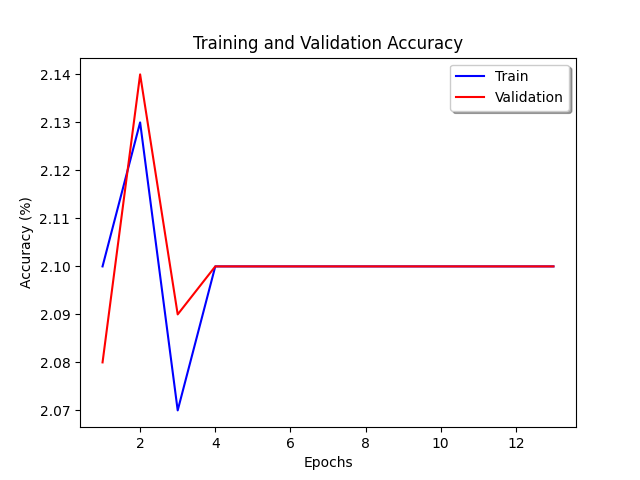 Training and Validation Accuracy
Train
Validation
2.14
2.13
2.12
2.11
2.10
2.09
2.08
2.07
Accuracy (%)
2 4 6 8 10 12
Epochs